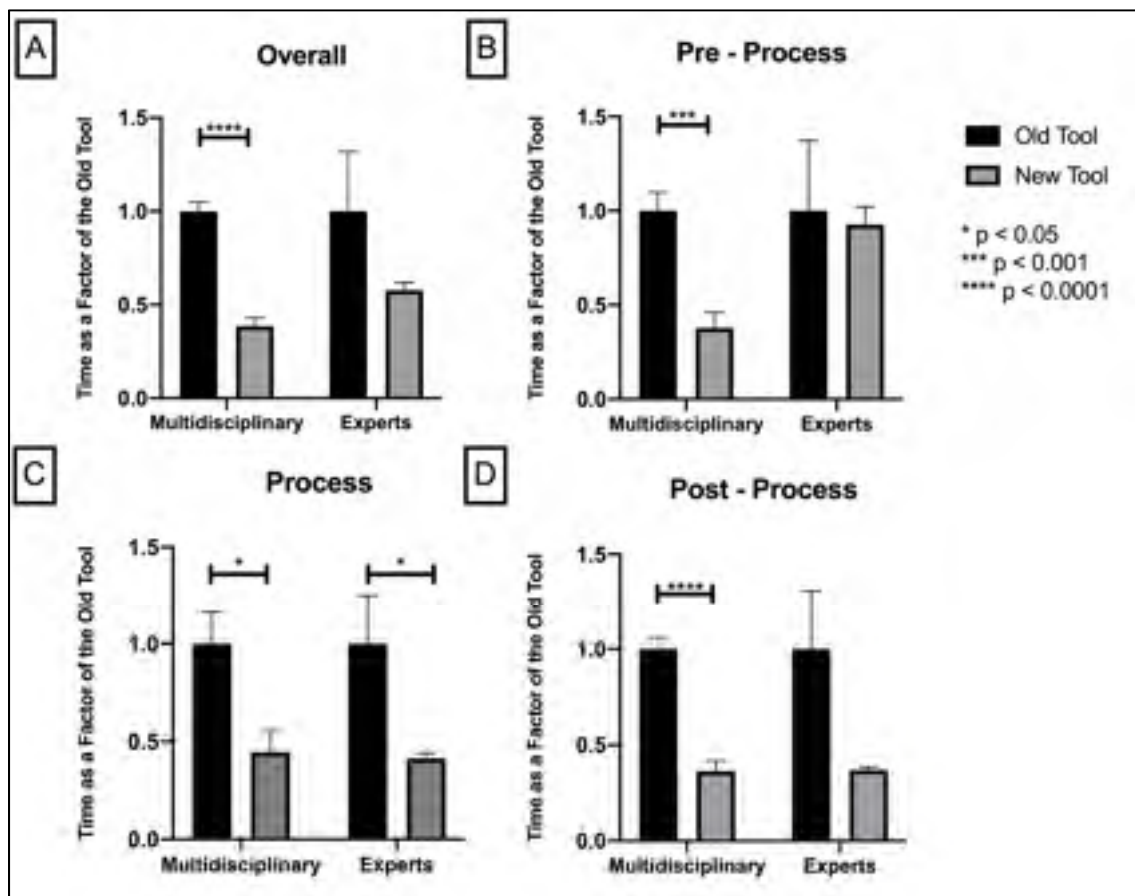 A
Overall
Time as a Factor of the Old Tool
1.5
1.0
0.5
0.0
****
Multidisciplinary
Experts
B
Pre - Process
Time as a Factor of the Old Tool
1.5
1.0
0.5
0.0
***
Multidisciplinary
Experts
Old Tool
New Tool
* p < 0.05
*** p < 0.001
**** p < 0.0001
C
Process
Time as a Factor of the Old Tool
1.5
1.0
0.5
0.0
*
*
Multidisciplinary
Experts
D
Post - Process
Time as a Factor of the Old Tool
1.5
1.0
0.5
0.0
****
Multidisciplinary
Experts